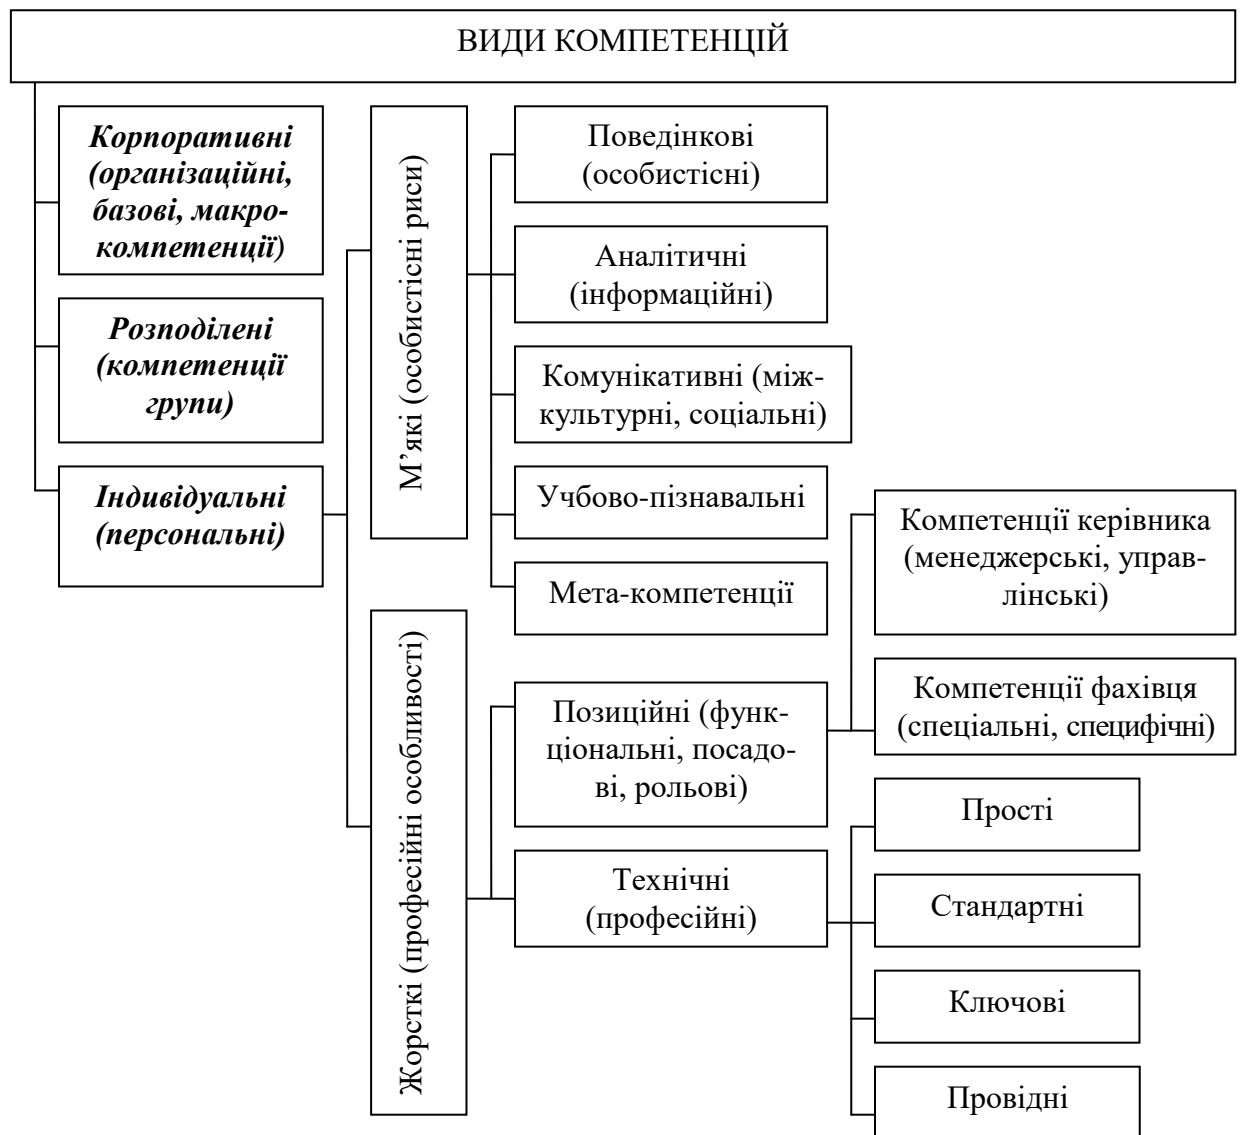 ВИДИ КОМПЕТЕНЦІЙ
Корпоративні
(організаційні,
базові, макро-
компетенції)
Розподілені
(компетенції
групи)
Індивідуальні
(персональні)
М’які (особистісні риси)
Жорсткі (професійні особливості)
Поведінкові
(особистісні)
Аналітичні
(інформаційні)
Комунікативні (між-
культурні, соціальні)
Учбово-пізнавальні
Мета-компетенції
Позиційні (функ-
ціональні, посадо-
ві, рольові)
Технічні
(професійні)
Компетенції керівника
(менеджерські, управ-
лінські)
Компетенції фахівця
(спеціальні, специфічні)
Прості
Стандартні
Ключові
Провідні